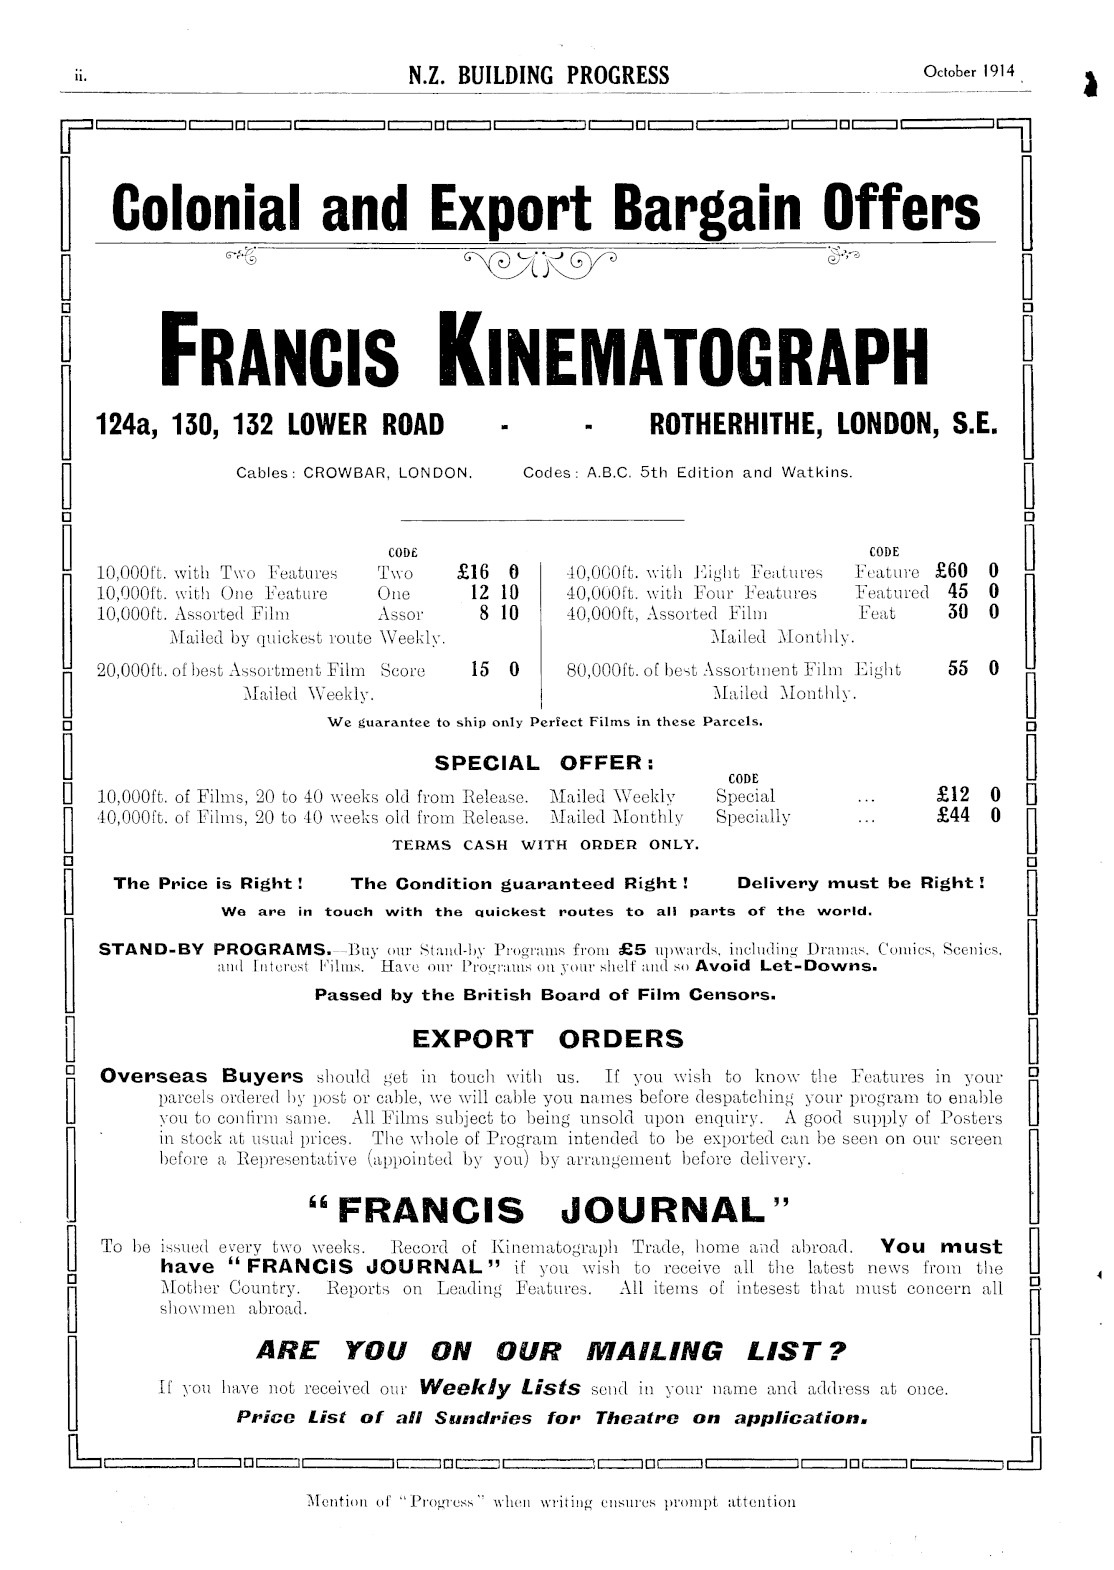 ii.
N.Z. BUILDING PROGRESS
October 1914
Colonial and Export Bargain Offers
FRANCIS KINEMATOGRAPH
124a, 130, 132 LOWER ROAD - - ROTHERHITHE, LONDON, S.E.
Cables: CROWBAR, LONDON. Codes: A.B.C. 5th Edition and Watkins.
CODE
10,000ft. with Two Features Two £16 0
10,000ft. with One Feature One 12 10
10,000ft. Assorted Film Assor 8 10
Mailed by quickest route Weekly.
20,000ft. of best Assortment Film Score 15 0
Mailed Weekly.
CODE
40,000ft. with Eight Features Feature £60 0
40,000ft. with Four Features Featured 45 0
40,000ft, Assorted Film Feat 30 0
Mailed Monthly.
80,000ft. of best Assortment Film Eight 55 0
Mailed Monthly.
We guarantee to ship only Perfect Films in these Parcels.
SPECIAL OFFER:
CODE
10,000ft. of Films, 20 to 40 weeks old from Release. Mailed Weekly Special ... £12 0
40,000ft. of Films, 20 to 40 weeks old from Release. Mailed Monthly Specially ... £44 0
TERMS CASH WITH ORDER ONLY.
The Price is Right! The Condition guaranteed Right! Delivery must be Right!
We are in touch with the quickest routes to all parts of the world.
STAND-BY PROGRAMS.—Buy our Stand-by Programs from £5 upwards, including Dramas, Comics, Scenics,
and Interest Films. Have our Programs on your shelf and so Avoid Let-Downs.
Passed by the British Board of Film Censors.
EXPORT ORDERS
Overseas Buyers should get in touch with us. If you wish to know the Features in your
parcels ordered by post or cable, we will cable you names before despatching your program to enable
you to confirm same. All Films subject to being unsold upon enquiry. A good supply of Posters
in stock at usual prices. The whole of Program intended to be exported can be seen on our screen
before a Representative (appointed by you) by arrangement before delivery.
"FRANCIS JOURNAL"
To be issued every two weeks. Record of Kinematograph Trade, home and abroad. You must
have "FRANCIS JOURNAL" if you wish to receive all the latest news from the
Mother Country. Reports on Leading Features. All items of intesest that must concern all
showmen abroad.
ARE YOU ON OUR MAILING LIST?
If you have not received our Weekly Lists send in your name and address at once.
Price List of all Sundries for Theatre on application.
Mention of "Progress" when writing ensures prompt attention